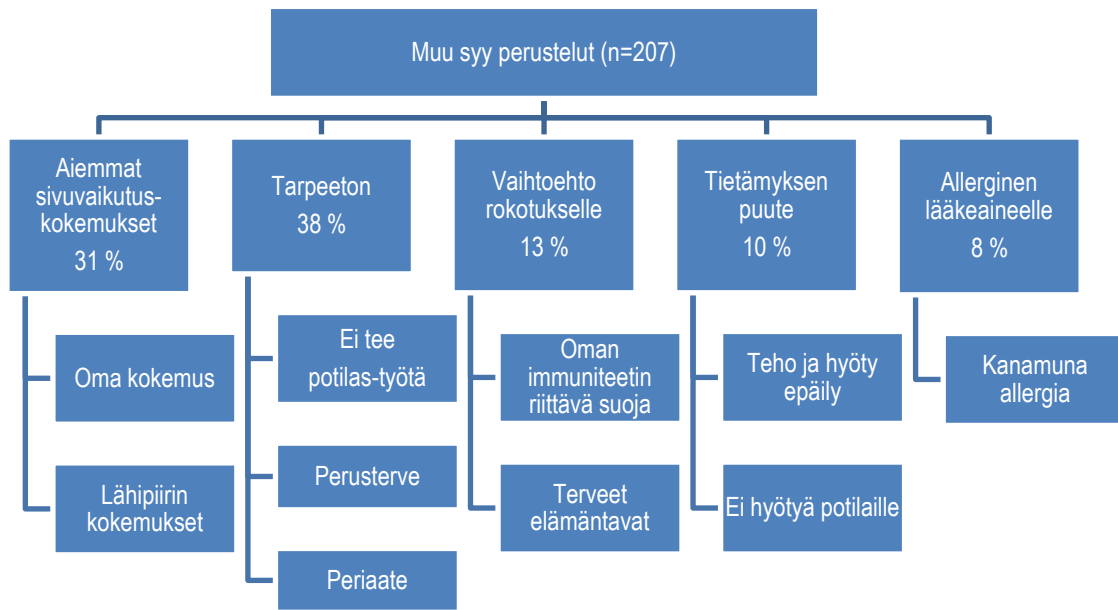 Muu syy perustelut (n=207)
Aiemmat
sivuvaikutus-
kokemukset
31 %
Tarpeeton
38 %
Vaihtoehto
rokotukselle
13 %
Tietämyksen
puute
10 %
Allerginen
lääkeaineelle
8 %
Oma kokemus
Lähipiirin
kokemukset
Ei tee
potilas-työtä
Perusterve
Periaate
Oman
immuniteetin
riittävä suoja
Terveet
elämäntavat
Teho ja hyöty
epäily
Ei hyötyä potilaille
Kanamuna
allergia